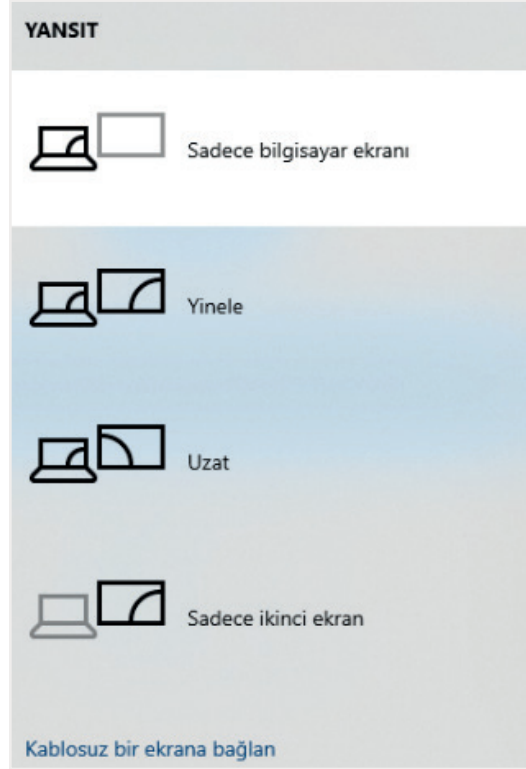 YANSIT
Sadece bilgisayar ekranı
Yinele
Uzat
Sadece ikinci ekran
Kablosuz bir ekrana bağlan